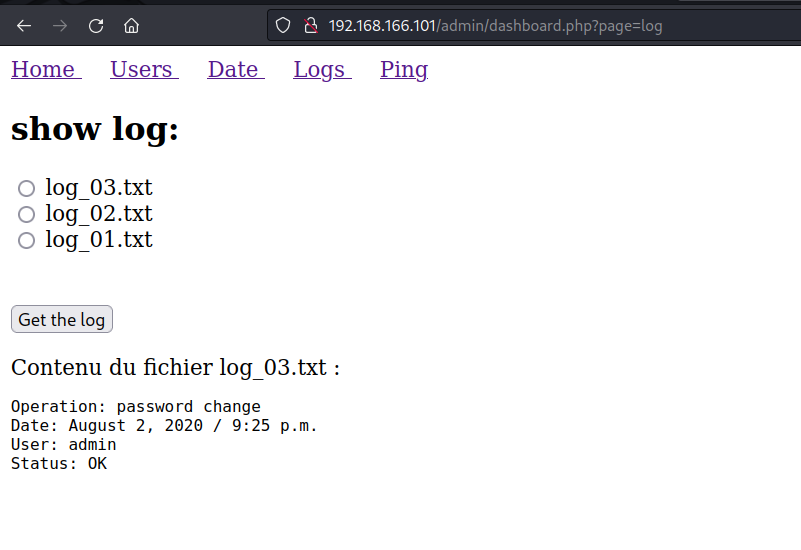 192.168.166.101/admin/dashboard.php?page=log
Home Users Date Logs Ping
show log:
log_03.txt
log_02.txt
log_01.txt
Get the log
Contenu du fichier log_03.txt :
Operation: password change
Date: August 2, 2020 / 9:25 p.m.
User: admin
Status: OK